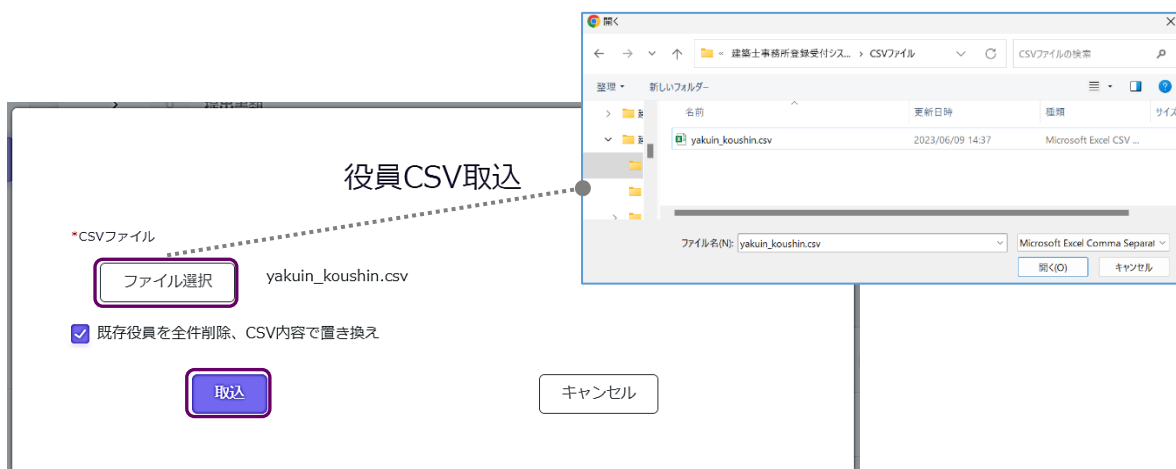 開く
建築士事務所登録受付シス... › CSVファイル
CSVファイルの検索
整理
新しいフォルダー
名前
更新日時
種類
サイズ
yakuin_koushin.csv
2023/06/09 14:37
Microsoft Excel CSV ...
ファイル名(N):
yakuin_koushin.csv
Microsoft Excel Comma Separat
開く(O)
キャンセル
役員CSV取込
*CSVファイル
ファイル選択
yakuin_koushin.csv
既存役員を全件削除、CSV内容で置き換え
取込
キャンセル